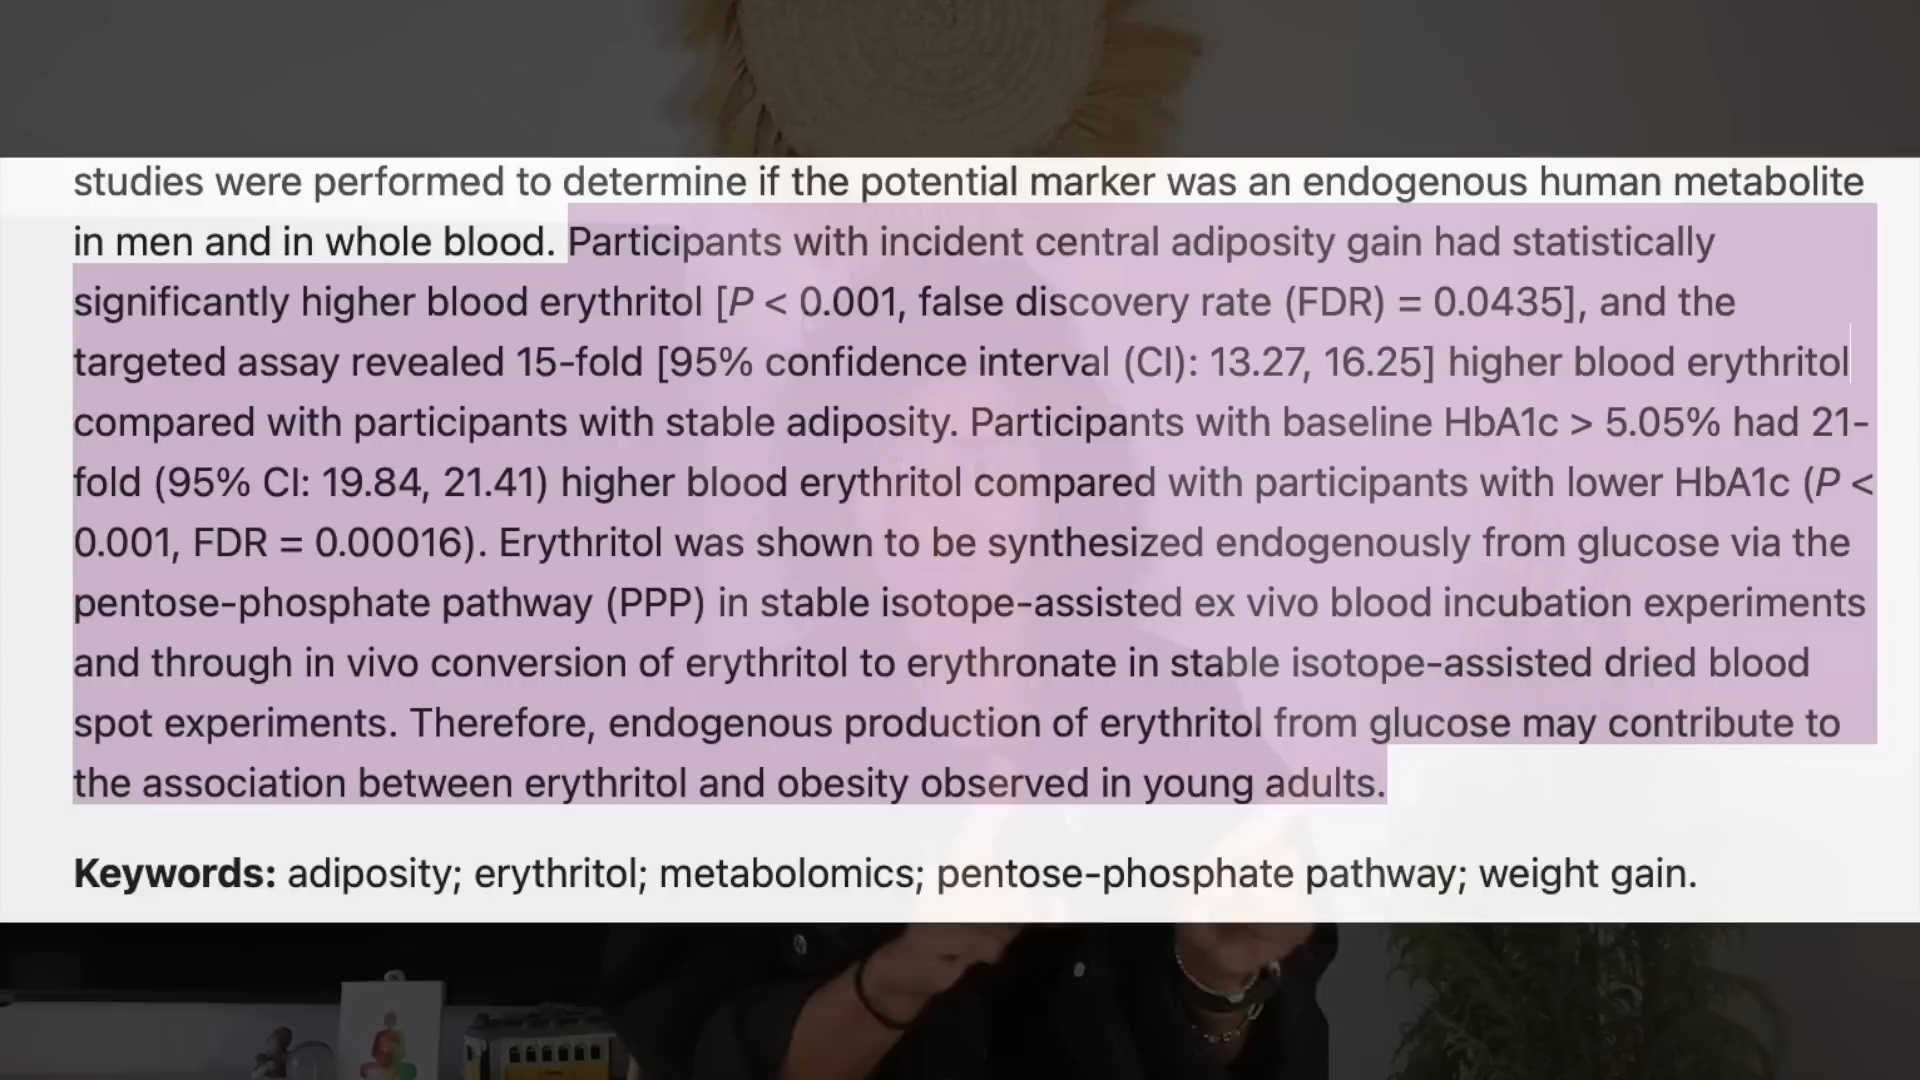 studies were performed to determine if the potential marker was an endogenous human metabolite
in men and in whole blood. Participants with incident central adiposity gain had statistically
significantly higher blood erythritol [P < 0.001, false discovery rate (FDR) = 0.0435], and the
targeted assay revealed 15-fold [95% confidence interval (CI): 13.27, 16.25] higher blood erythritol
compared with participants with stable adiposity. Participants with baseline HbA1c > 5.05% had 21-
fold (95% CI: 19.84, 21.41) higher blood erythritol compared with participants with lower HbA1c (P <
0.001, FDR = 0.00016). Erythritol was shown to be synthesized endogenously from glucose via the
pentose-phosphate pathway (PPP) in stable isotope-assisted ex vivo blood incubation experiments
and through in vivo conversion of erythritol to erythronate in stable isotope-assisted dried blood
spot experiments. Therefore, endogenous production of erythritol from glucose may contribute to
the association between erythritol and obesity observed in young adults.
Keywords: adiposity; erythritol; metabolomics; pentose-phosphate pathway; weight gain.